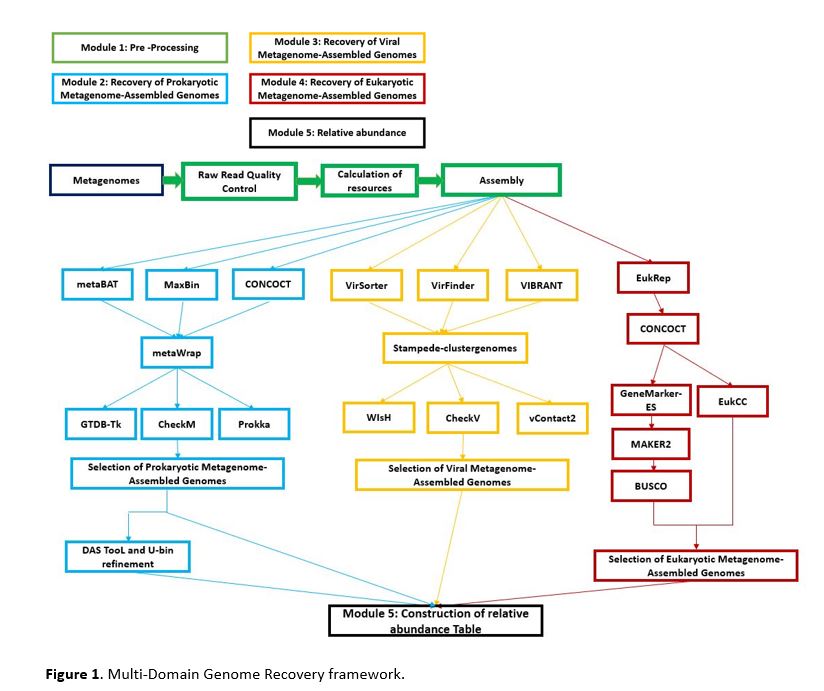 Module 1: Pre -Processing
Module 3: Recovery of Viral
Metagenome-Assembled Genomes
Module 2: Recovery of Prokaryotic
Metagenome-Assembled Genomes
Module 4: Recovery of Eukaryotic
Metagenome-Assembled Genomes
Module 5: Relative abundance
Metagenomes
Raw Read Quality
Control
Calculation of
resources
Assembly
metaBAT
MaxBin
CONCOCT
VirSorter
VirFinder
VIBRANT
EukRep
CONCOCT
metaWrap
Stampede-clustergenomes
GeneMarker-
ES
EukCC
GTDB-Tk
CheckM
Prokka
WIsH
CheckV
vContact2
MAKER2
BUSCO
Selection of Prokaryotic Metagenome-
Assembled Genomes
Selection of Viral Metagenome-
Assembled Genomes
DAS TooL and U-bin
refinement
Selection of Eukaryotic Metagenome-
Assembled Genomes
Module 5: Construction of relative
abundance Table
Figure 1. Multi-Domain Genome Recovery framework.